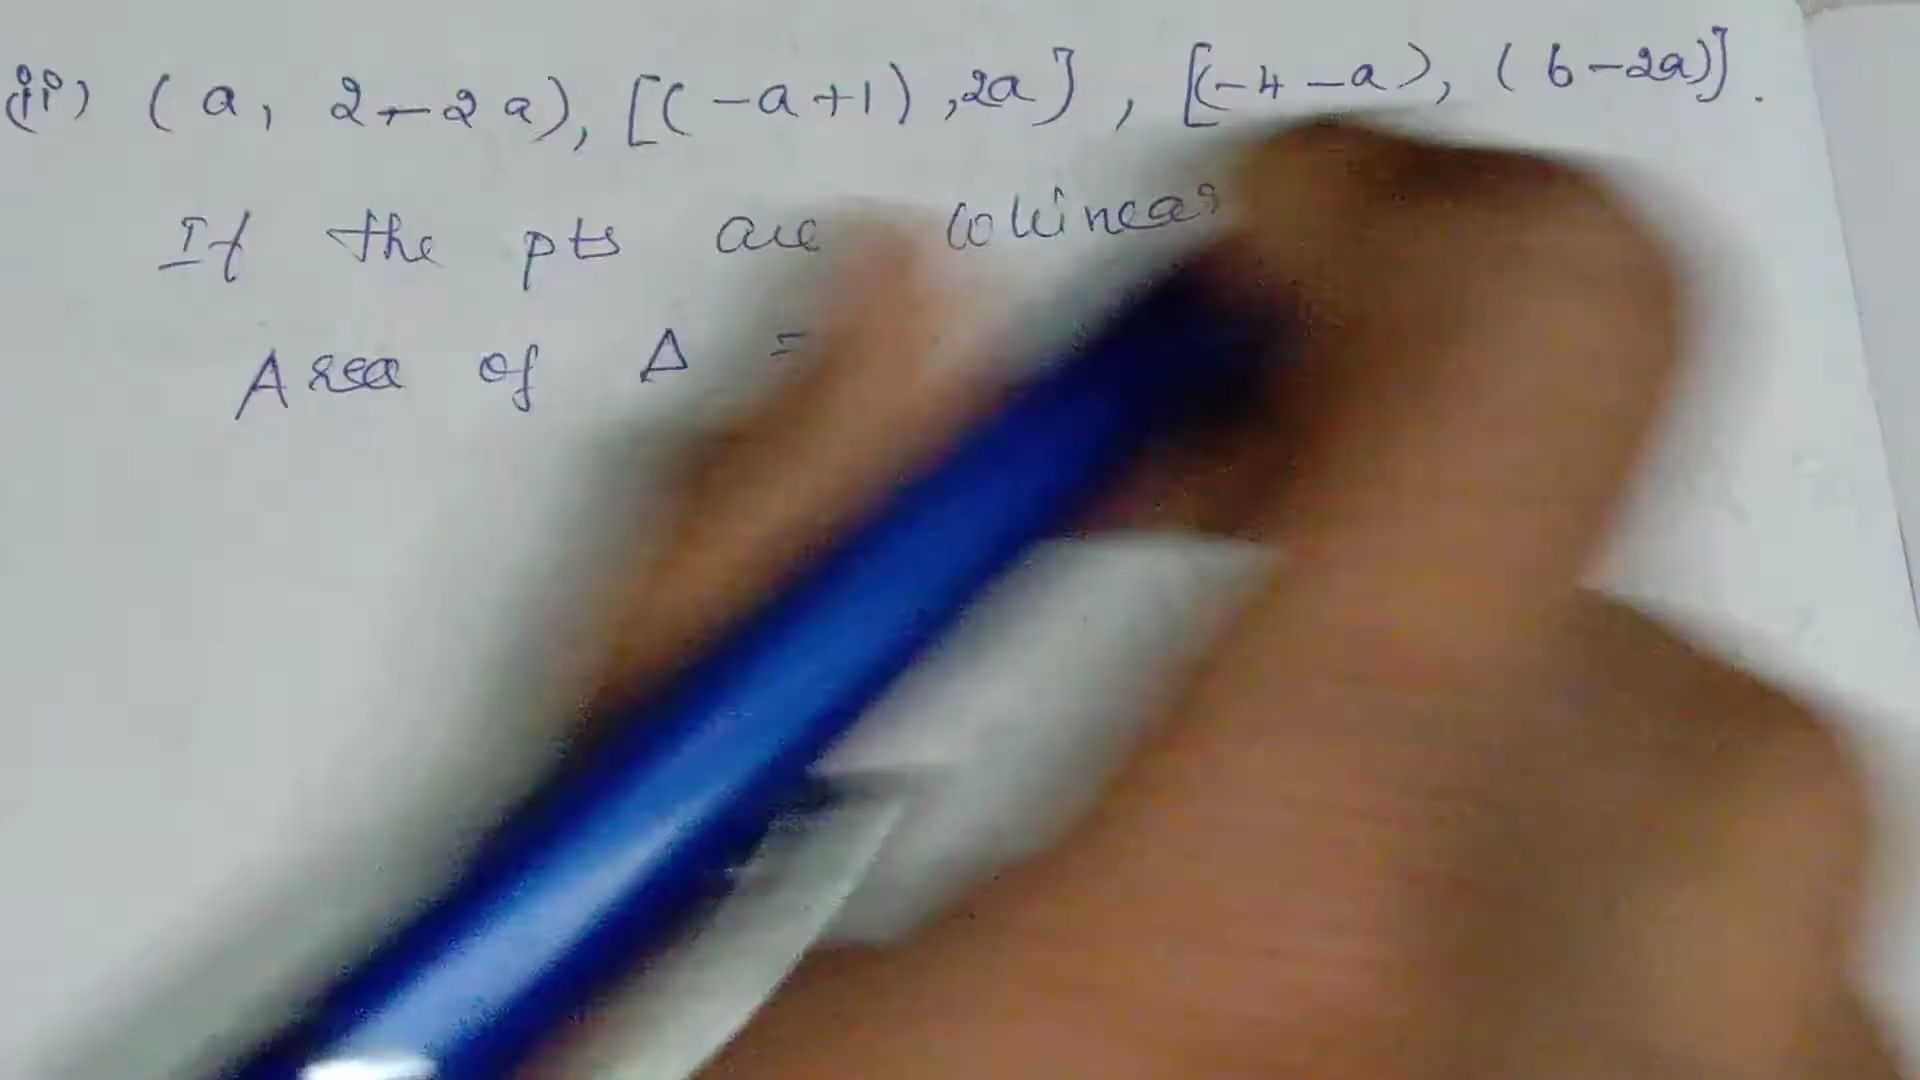 (ii) (a, 2-2a), [(-a+1), 2a], [(-4-a), (6-2a)].
If the pts are collinear
Area of Δ =